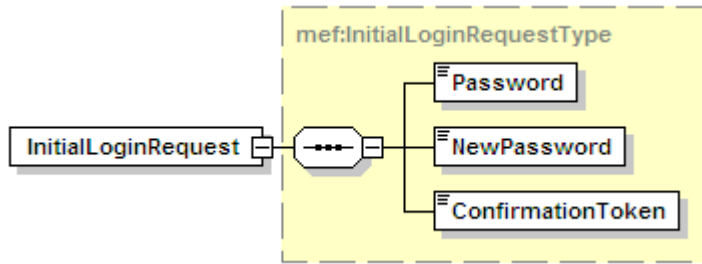 mef:InitialLoginRequestType
Password
InitialLoginRequest
NewPassword
ConfirmationToken